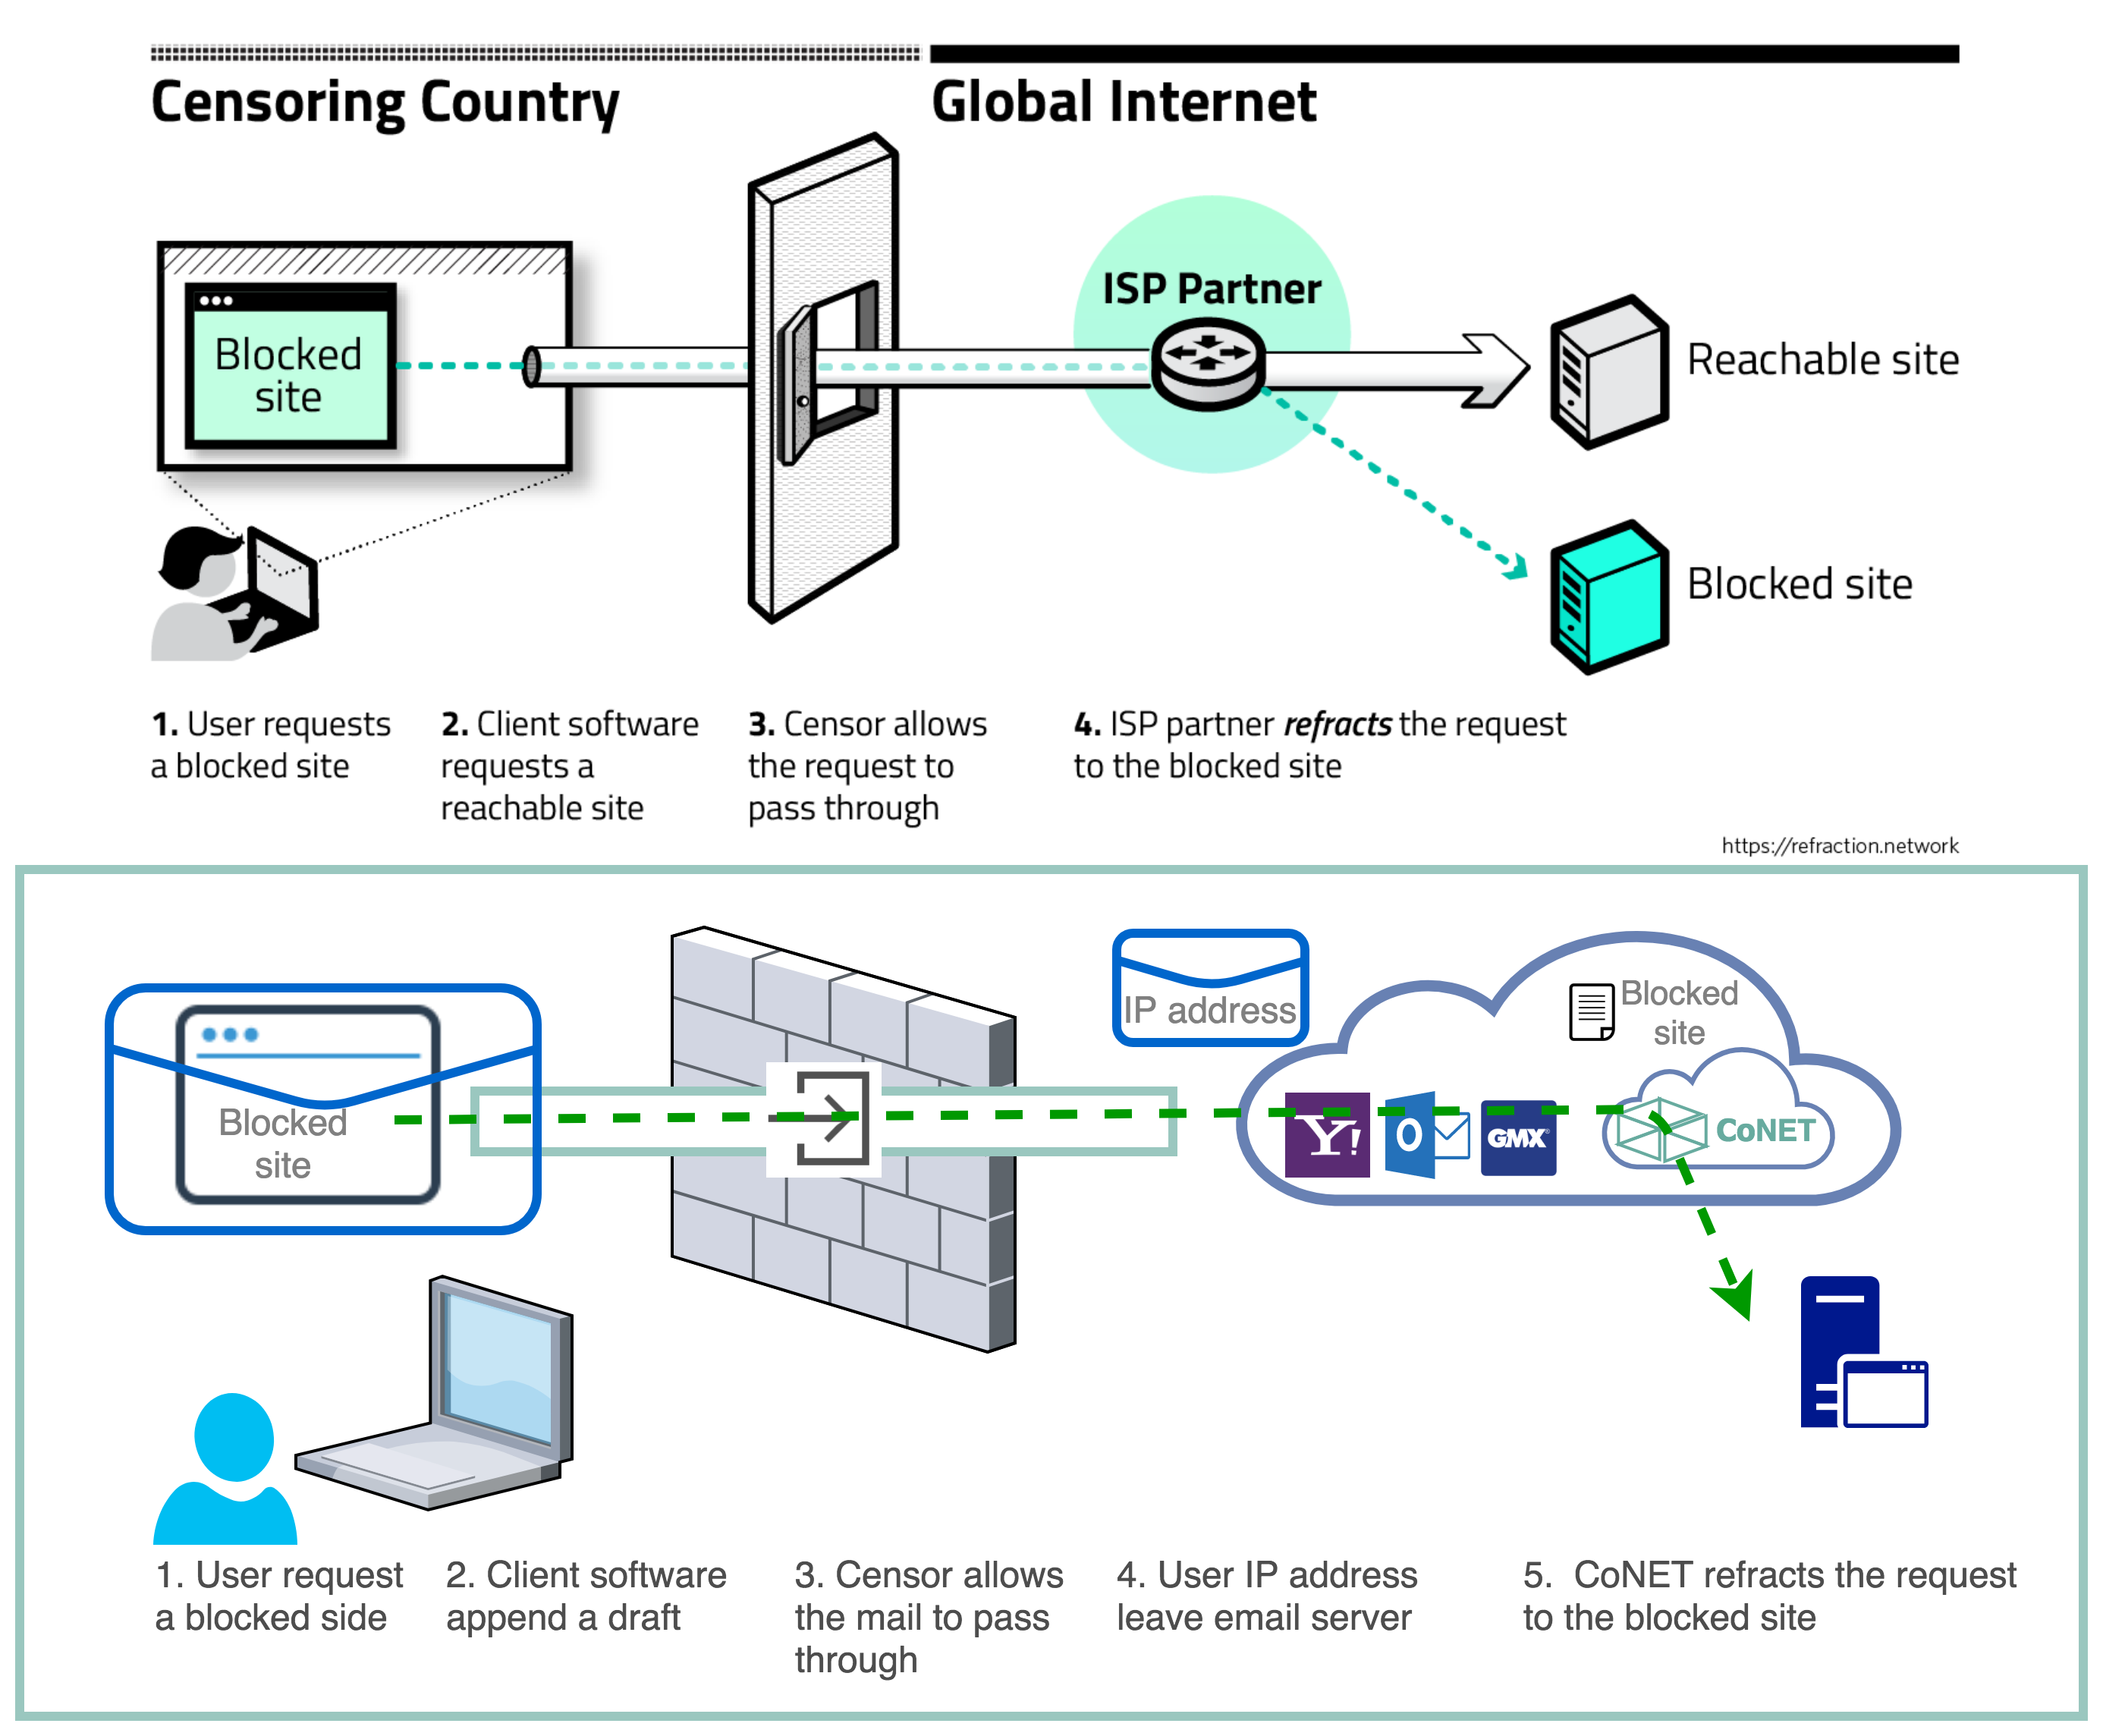 Censoring Country
Global Internet
ISP Partner
Blocked
site
Reachable site
Blocked site
1. User requests
a blocked site
2. Client software
requests a
reachable site
3. Censor allows
the request to
pass through
4. ISP partner refracts the request
to the blocked site
https://refraction.network
IP address
Blocked
site
Blocked
site
Y!
O
GMX
CoNET
1. User request
a blocked side
2. Client software
append a draft
3. Censor allows
the mail to pass
through
4. User IP address
leave email server
5. CoNET refracts the request
to the blocked site